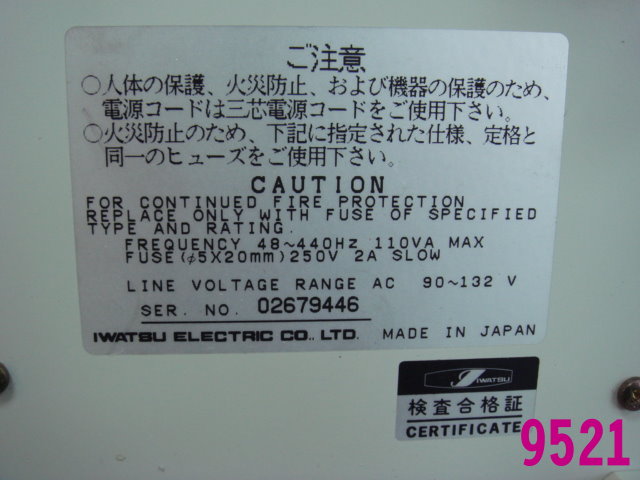 ご注意
○人体の保護、火災防止、および機器の保護のため、
電源コードは三芯電源コードをご使用下さい。
○火災防止のため、下記に指定された仕様、定格と
同一のヒューズをご使用下さい。
CAUTION
FOR CONTINUED FIRE PROTECTION
REPLACE ONLY WITH FUSE OF SPECIFIED
TYPE AND RATING.
FREQUENCY 48~440Hz 110VA MAX
FUSE(φ5X20mm)250V 2A SLOW
LINE VOLTAGE RANGE AC 90~132 V
SER. NO. 02679446
IWATSU ELECTRIC CO., LTD. MADE IN JAPAN
IWATSU
検査合格証
CERTIFICATE
9521